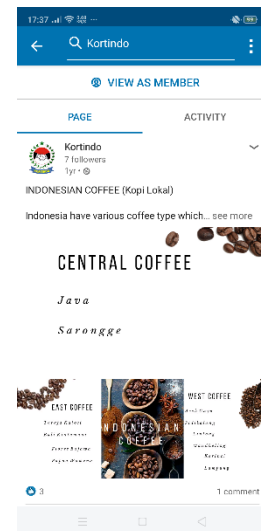 17:37
Kortindo
VIEW AS MEMBER
PAGE
ACTIVITY
Kortindo
7 followers
1yr •
INDONESIAN COFFEE (Kopi Lokal)
Indonesia have various coffee type which... see more
CENTRAL COFFEE
Java
Sarongge
EAST COFFEE
INDONESIAN
COFFEE
WEST COFFEE
Lampung
3
1 comment